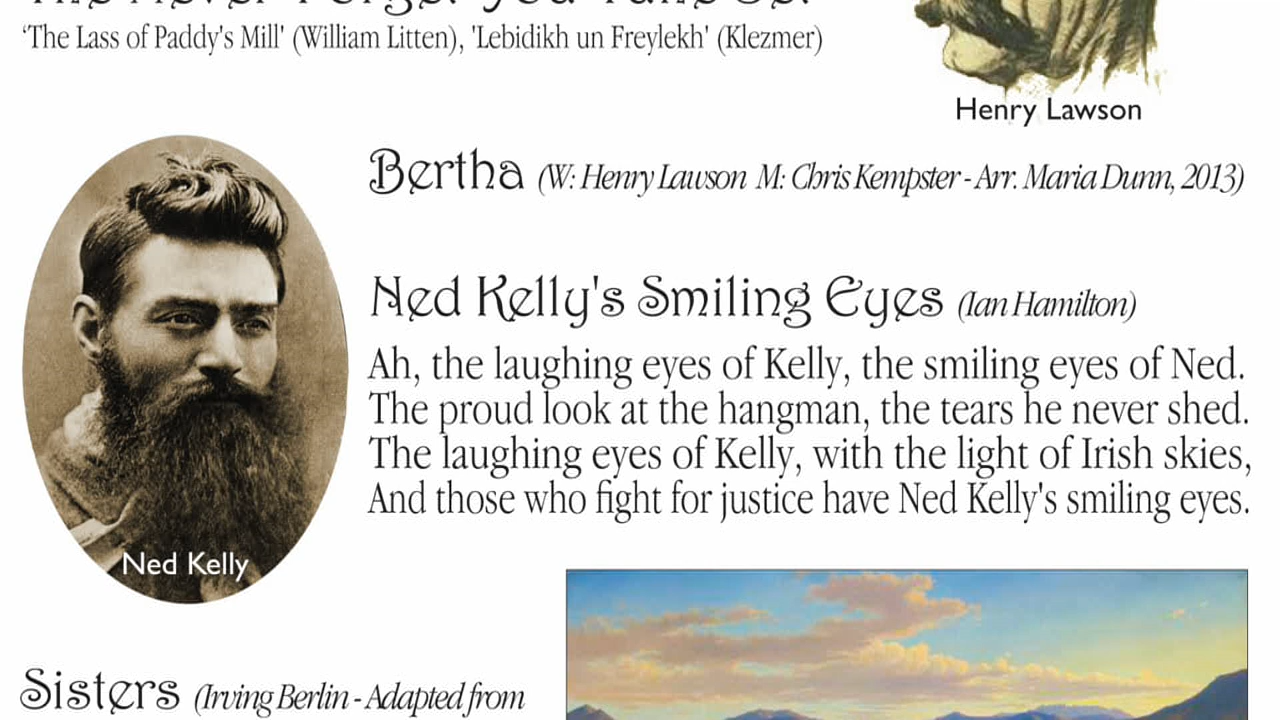 'The Lass of Paddy's Mill' (William Litten), 'Lebidikh un Freylekh' (Klezmer)
Henry Lawson
Bertha (W: Henry Lawson M: Chris Kempster - Arr. Maria Dunn, 2013)
Ned Kelly's Smiling Eyes (Ian Hamilton)
Ah, the laughing eyes of Kelly, the smiling eyes of Ned.
The proud look at the hangman, the tears he never shed.
The laughing eyes of Kelly, with the light of Irish skies,
And those who fight for justice have Ned Kelly's smiling eyes.
Ned Kelly
Sisters (Irving Berlin - Adapted from